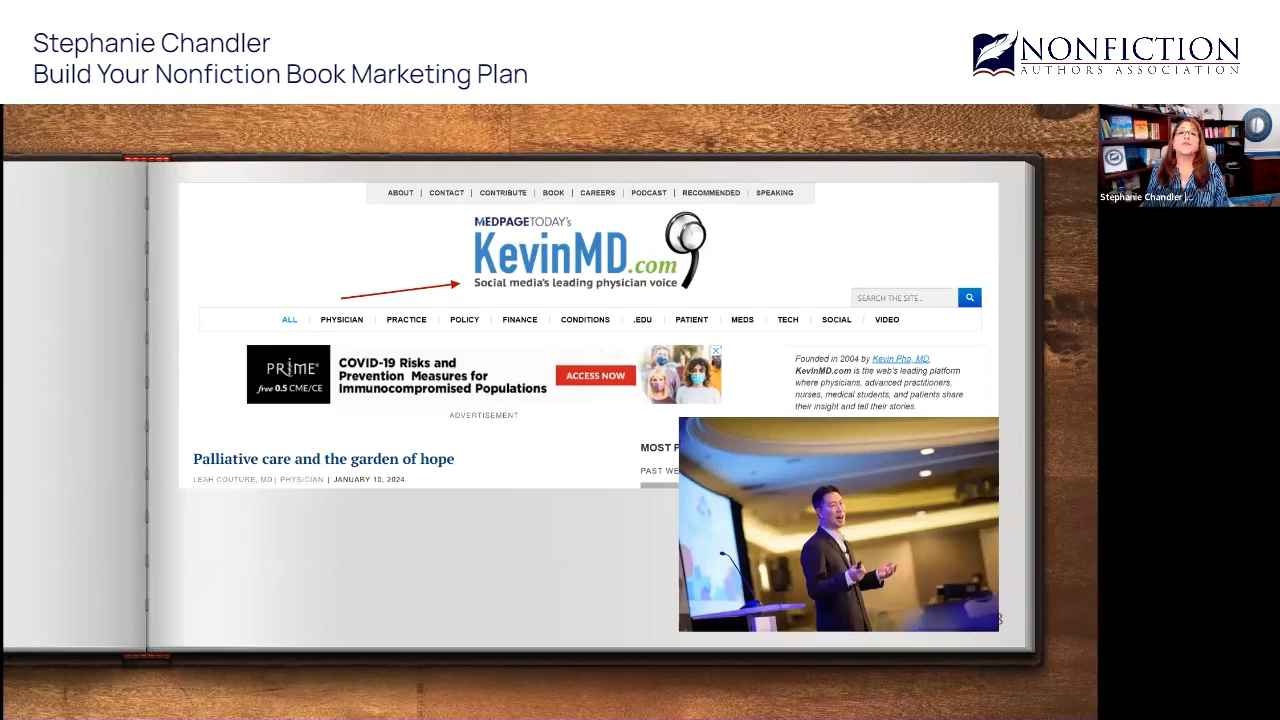 Stephanie Chandler
Build Your Nonfiction Book Marketing Plan
NONFICTION
AUTHORS ASSOCIATION
Stephanie Chandler |...
ABOUT | CONTACT | CONTRIBUTE | BOOK | CAREERS | PODCAST | RECOMMENDED | SPEAKING
MEDPAGE TODAY's
KevinMD.com
Social media's leading physician voice
SEARCH THE SITE...
ALL | PHYSICIAN | PRACTICE | POLICY | FINANCE | CONDITIONS | .EDU | PATIENT | MEDS | TECH | SOCIAL | VIDEO
PRIME®
free 0.5 CME/CE
COVID-19 Risks and
Prevention Measures for
Immunocompromised Populations
ACCESS NOW
ADVERTISEMENT
Founded in 2004 by Kevin Pho, MD,
KevinMD.com is the web's leading platform
where physicians, advanced practitioners,
nurses, medical students, and patients share
their insight and tell their stories.
Palliative care and the garden of hope
LEAH COUTURE, MD | PHYSICIAN | JANUARY 10, 2024
MOST P
PAST WE